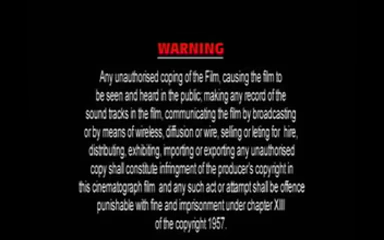 WARNING
Any unauthorised coping of the Film, causing the film to
be seen and heard in the public; making any record of the
sound tracks in the film, communicating the film by broadcasting
or by means of wireless, diffusion or wire, selling or leting for hire,
distributing, exhibiting, importing or exporting any unauthorised
copy shall constitute infringment of the producer's copyright in
this cinematograph film and any such act or attampt shall be offence
punishable with fine and imprisonment under chapter XIII
of the copyright 1957.